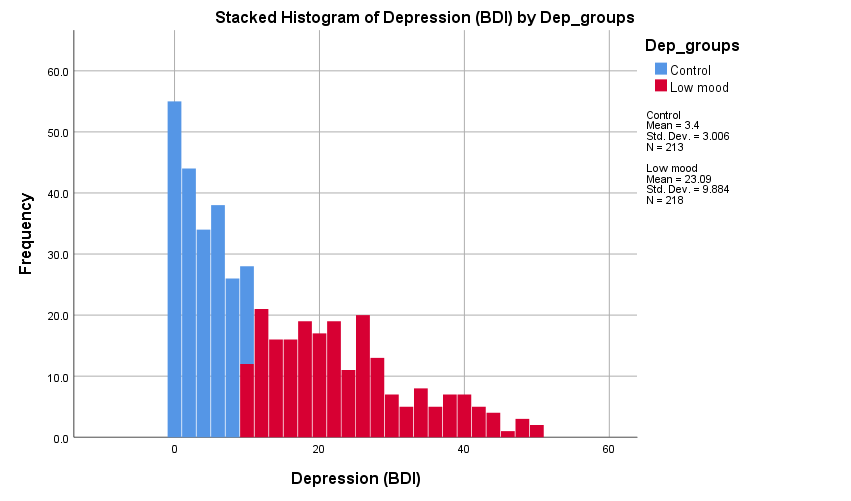 Stacked Histogram of Depression (BDI) by Dep_groups
Dep_groups
Control
Low mood
Control
Mean = 3.4
Std. Dev. = 3.006
N = 213
Low mood
Mean = 23.09
Std. Dev. = 9.884
N = 218
Frequency
60.0
50.0
40.0
30.0
20.0
10.0
0.0
0 20 40 60
Depression (BDI)